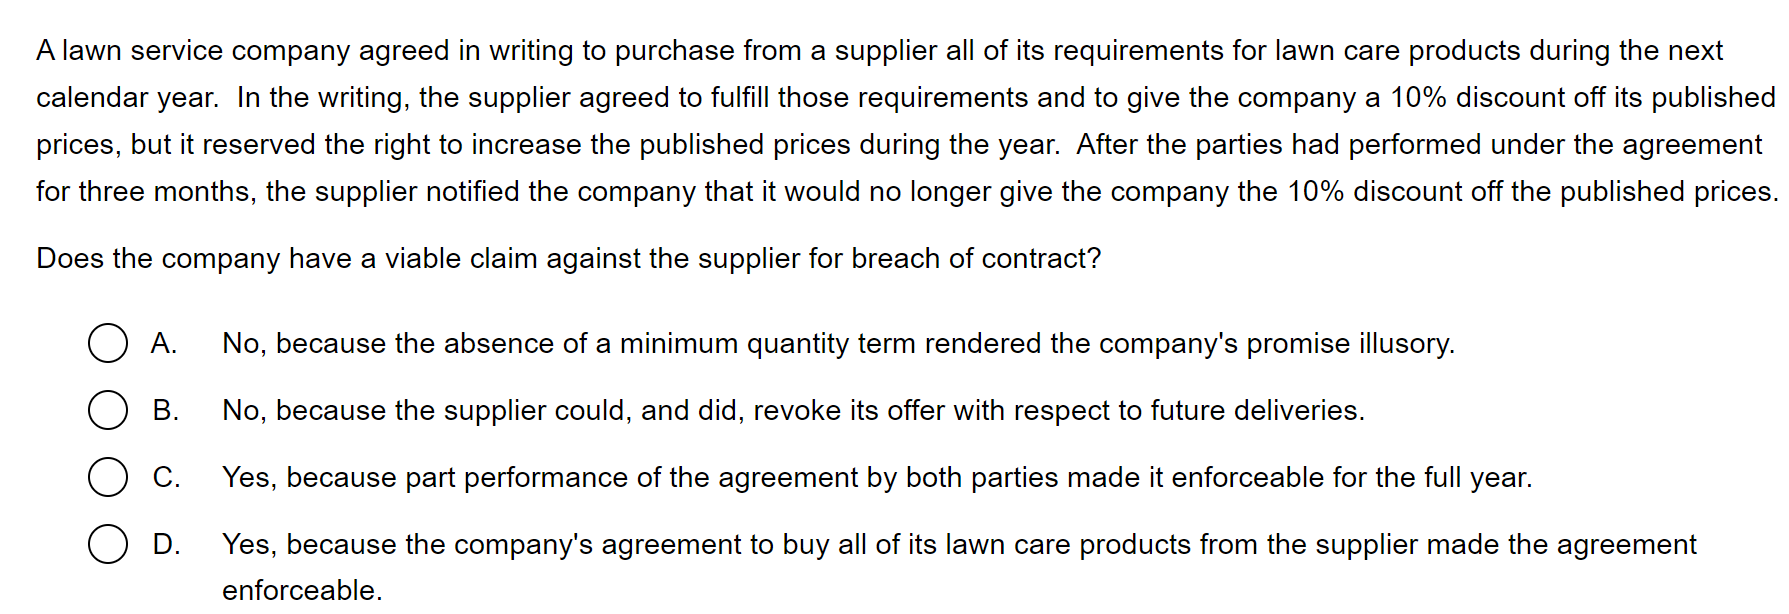 A lawn service company agreed in writing to purchase from a supplier all of its requirements for lawn care products during the next
calendar year.  In the writing, the supplier agreed to fulfill those requirements and to give the company a 10% discount off its published
prices, but it reserved the right to increase the published prices during the year.  After the parties had performed under the agreement
for three months, the supplier notified the company that it would no longer give the company the 10% discount off the published prices.
Does the company have a viable claim against the supplier for breach of contract?
A. No, because the absence of a minimum quantity term rendered the company's promise illusory.
B. No, because the supplier could, and did, revoke its offer with respect to future deliveries.
C. Yes, because part performance of the agreement by both parties made it enforceable for the full year.
D. Yes, because the company's agreement to buy all of its lawn care products from the supplier made the agreement
enforceable.